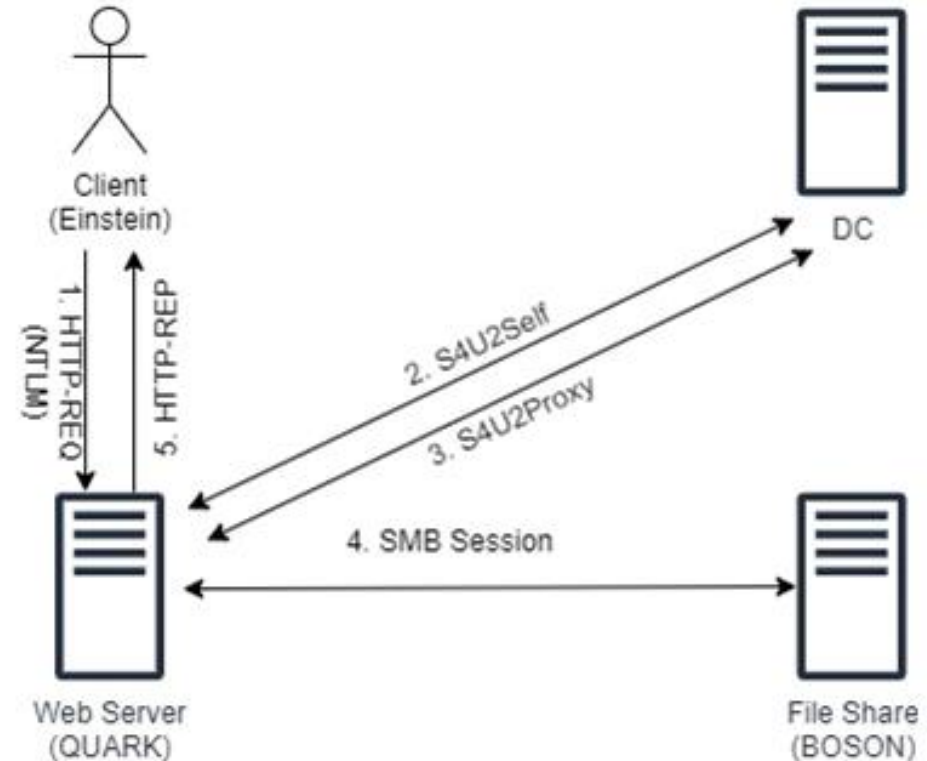 Client
(Einstein)
DC
1. HTTP-REQ
(NTLM)
5. HTTP-REP
2. S4U2Self
3. S4U2Proxy
4. SMB Session
Web Server
(QUARK)
File Share
(BOSON)